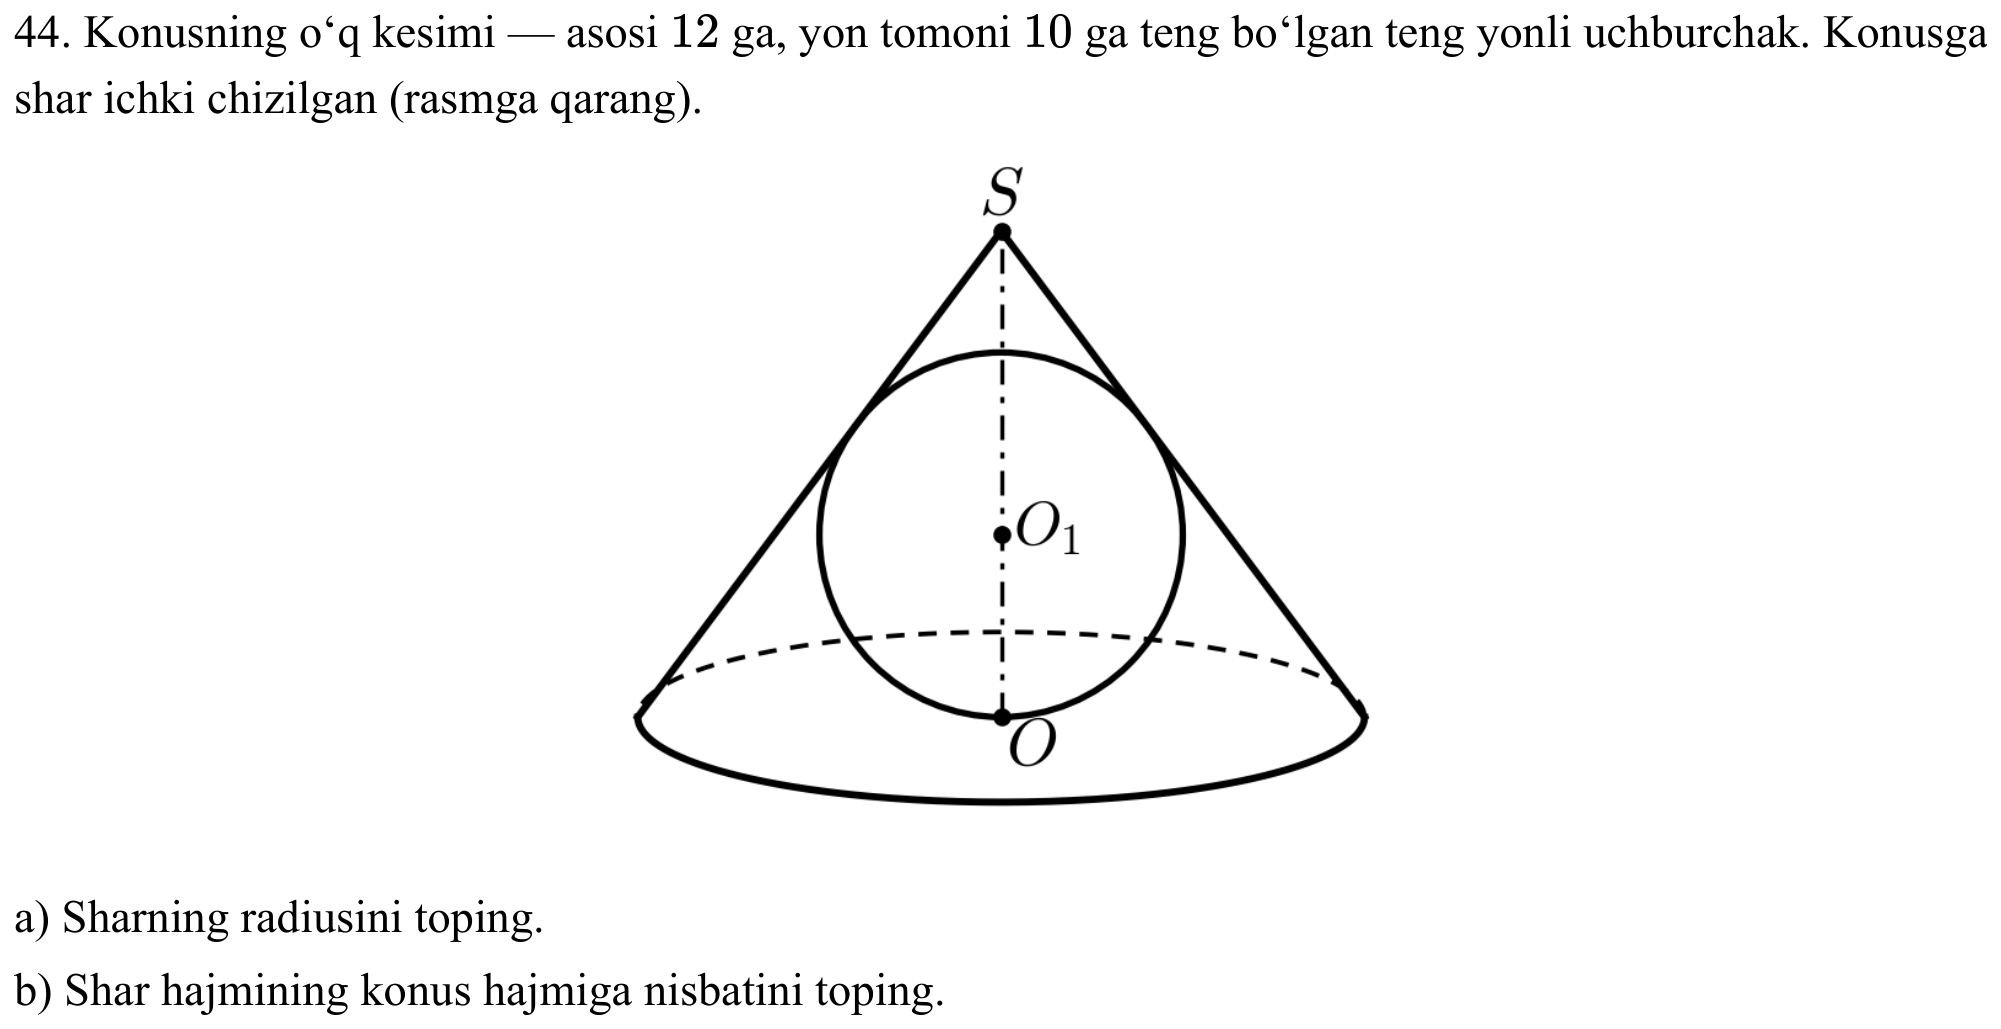 44. Konusning o‘q kesimi — asosi 12 ga, yon tomoni 10 ga teng bo‘lgan teng yonli uchburchak. Konusga
shar ichki chizilgan (rasmga qarang).
S
O₁
O
a) Sharning radiusini toping.
b) Shar hajmining konus hajmiga nisbatini toping.